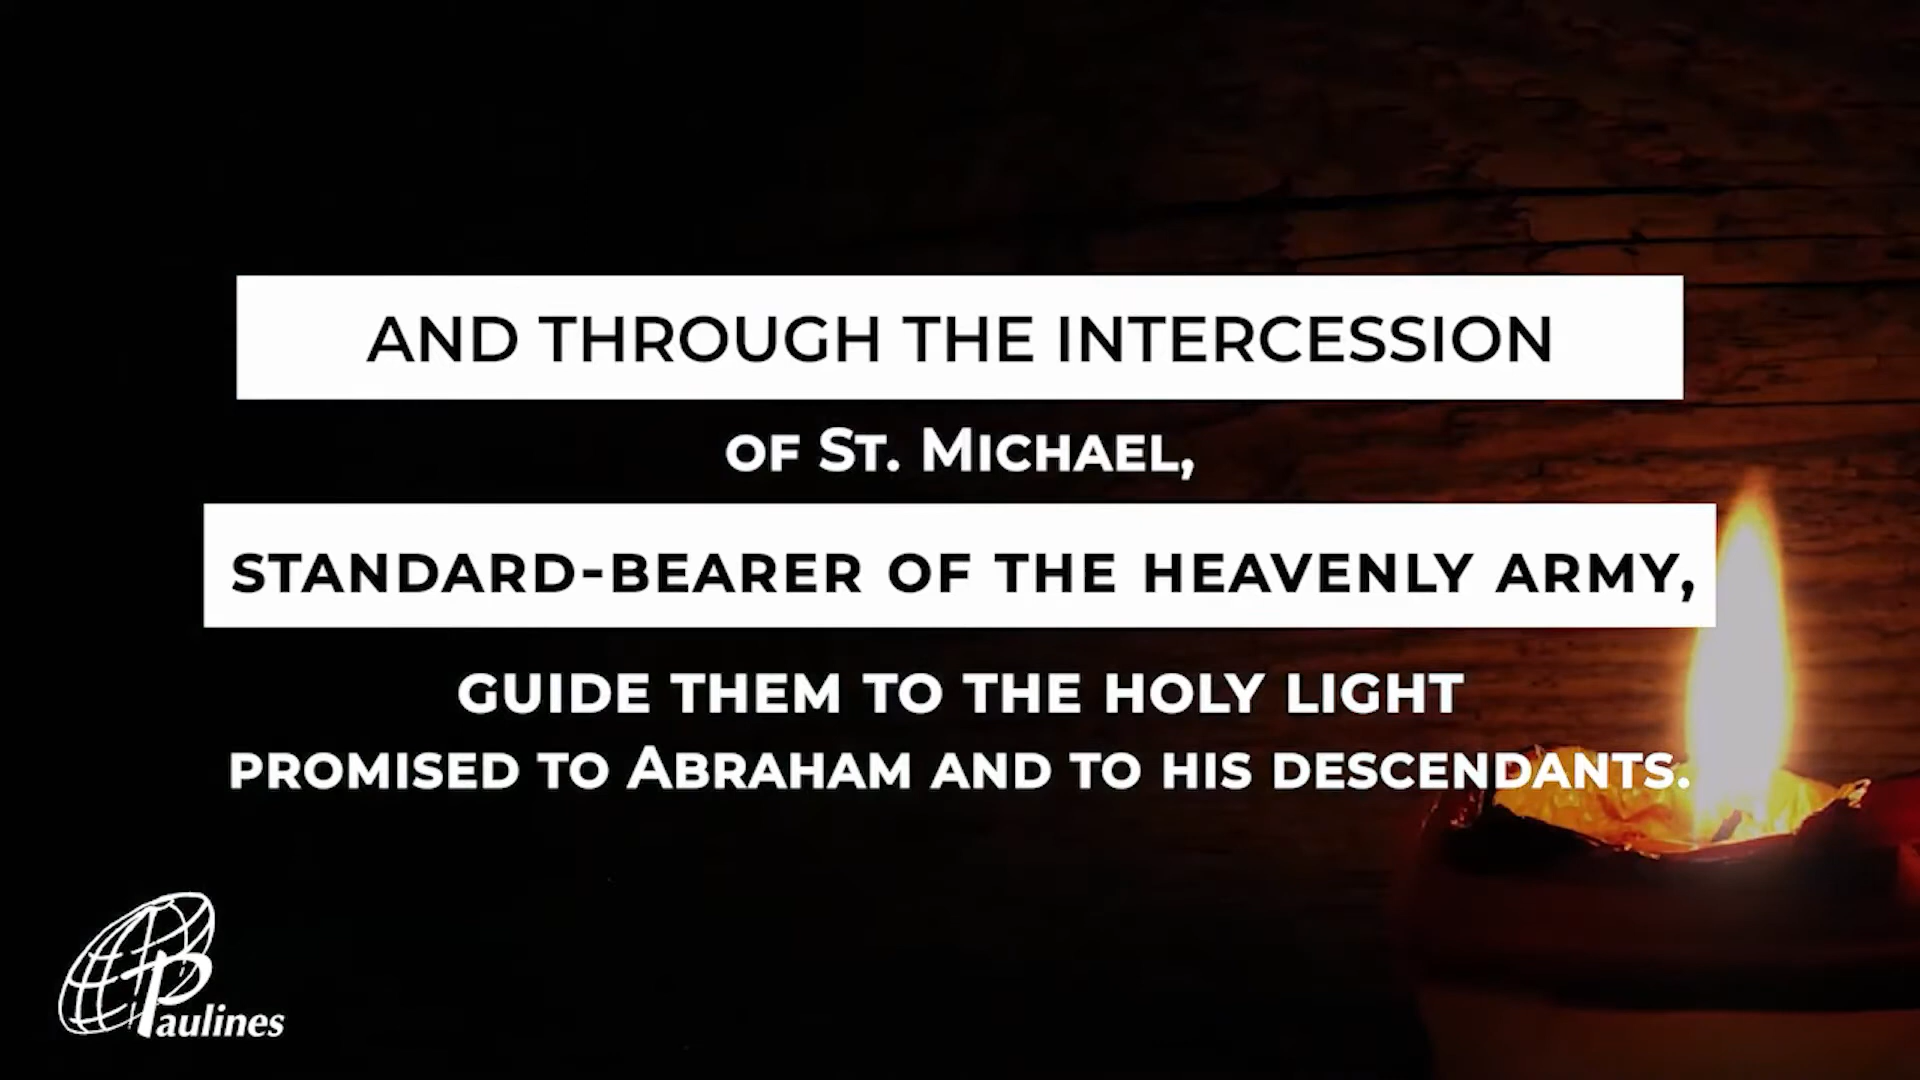 AND THROUGH THE INTERCESSION
OF ST. MICHAEL,
STANDARD-BEARER OF THE HEAVENLY ARMY,
GUIDE THEM TO THE HOLY LIGHT
PROMISED TO ABRAHAM AND TO HIS DESCENDANTS.
Paulines